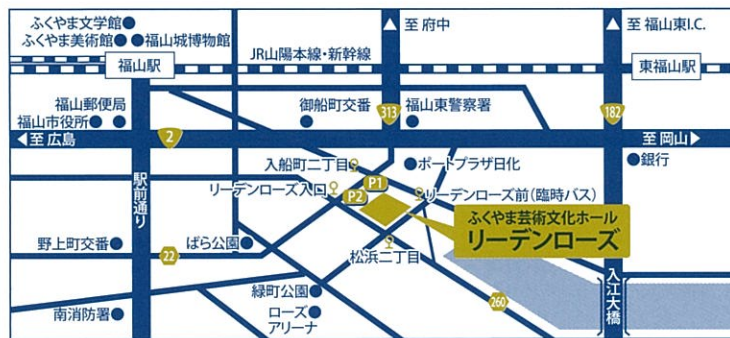 ふくやま文学館
ふくやま美術館
福山城博物館
至 府中
至 福山東I.C.
JR山陽本線・新幹線
福山駅
東福山駅
福山郵便局
福山市役所
御船町交番
313
福山東警察署
182
至 広島
2
至 岡山
入船町二丁目
ポートプラザ日化
銀行
リーデンローズ入口
P1
P2
リーデンローズ前(臨時バス)
駅前通り
ふくやま芸術文化ホール
リーデンローズ
野上町交番
22
ばら公園
松浜二丁目
入江大橋
緑町公園
260
南消防署
ローズ
アリーナ